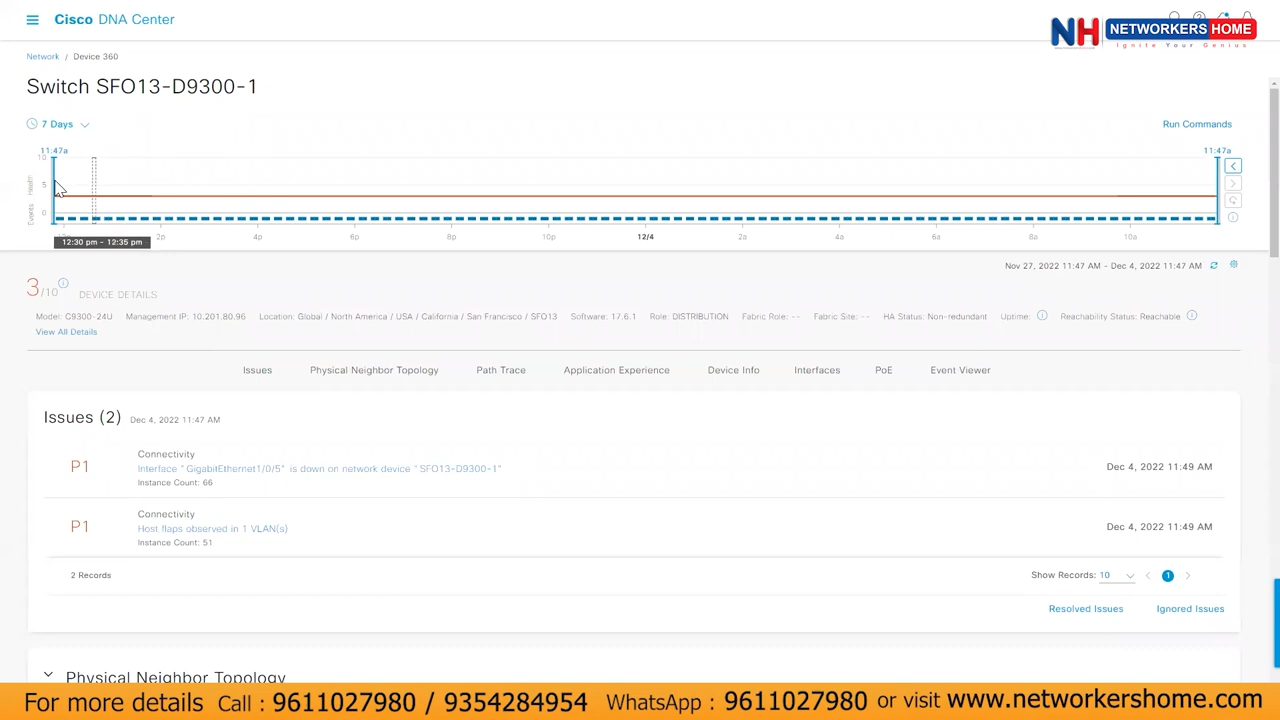 Cisco DNA Center
NH NETWORKERS HOME
Ignite Your Genius
Network / Device 360
Switch SFO13-D9300-1
7 Days
Run Commands
11:47a 11:47a
10
5
0
Health
Events
2p 4p 6p 8p 10p 12/4 2a 4a 6a 8a 10a
12:30 pm - 12:35 pm
Nov 27, 2022 11:47 AM - Dec 4, 2022 11:47 AM
3/10 DEVICE DETAILS
Model: C9300-24U Management IP: 10.201.80.96 Location: Global / North America / USA / California / San Francisco / SFO13 Software: 17.6.1 Role: DISTRIBUTION Fabric Role: -- Fabric Site: -- HA Status: Non-redundant Uptime: Reachability Status: Reachable
View All Details
Issues Physical Neighbor Topology Path Trace Application Experience Device Info Interfaces PoE Event Viewer
Issues (2) Dec 4, 2022 11:47 AM
Connectivity
P1 Interface "GigabitEthernet1/0/5" is down on network device "SFO13-D9300-1" Dec 4, 2022 11:49 AM
Instance Count: 66
Connectivity
P1 Host flaps observed in 1 VLAN(s) Dec 4, 2022 11:49 AM
Instance Count: 51
2 Records Show Records: 10 1
Resolved Issues Ignored Issues
Physical Neighbor Topology
For more details Call : 9611027980 / 9354284954 WhatsApp : 9611027980 or visit www.networkershome.com